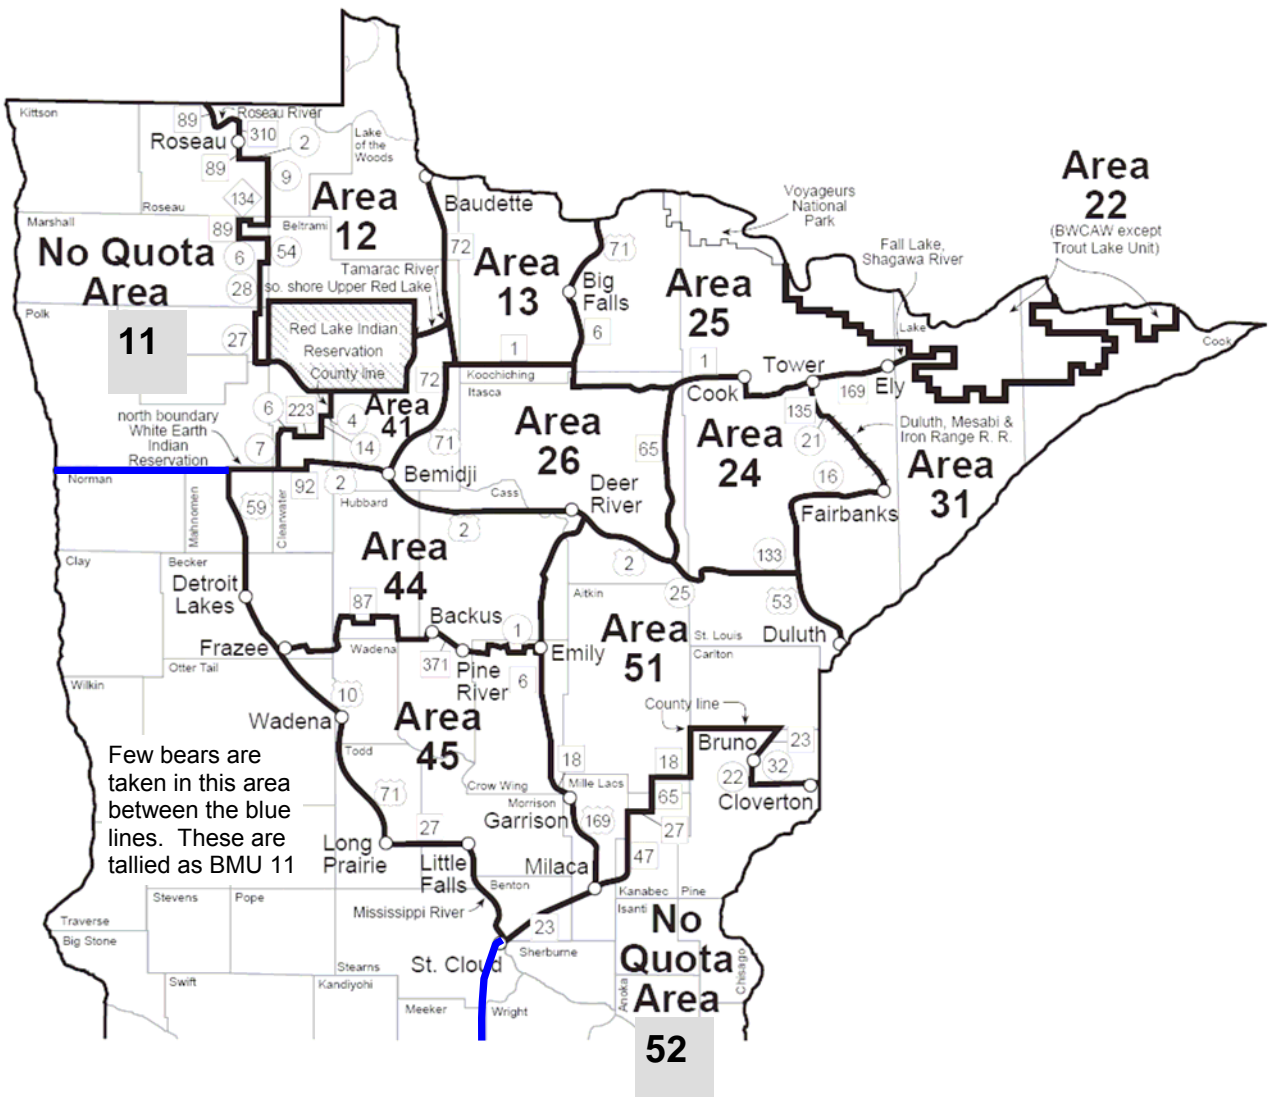 Kittson
89
Roseau River
Roseau
310
2
Lake
of the
Woods
89
9
134
Area
12
Roseau
Marshall
89
Beltrami
Baudette
No Quota
Area
11
6
54
28
Tamarac River
so. shore Upper Red Lake
72
Area
13
71
Big
Falls
6
1
Voyageurs
National
Park
Area
25
Fall Lake,
Shagawa River
Area
22
(BWCAW except
Trout Lake Unit)
Lake
Cook
Polk
27
Red Lake Indian
Reservation
County line
72
Koochiching
Itasca
1
Cook
Tower
169
Ely
135
21
Duluth, Mesabi &
Iron Range R. R.
north boundary
White Earth
Indian
Reservation
6
223
4
14
7
Area
41
71
Area
26
65
Area
24
Area
31
16
Fairbanks
Norman
Mahnomen
59
Clearwater
92
2
Bemidji
Hubbard
Cass
2
Deer
River
2
133
25
53
Duluth
Clay
Becker
Detroit
Lakes
Area
44
Aitkin
Area
51
St. Louis
Carlton
87
Backus
1
Frazee
Wadena
371
Pine
River
6
Emily
Otter Tail
Wilkin
10
Wadena
Area
45
County line
Bruno
23
32
22
Cloverton
18
65
27
47
Few bears are
taken in this area
between the blue
lines. These are
tallied as BMU 11
Todd
71
Crow Wing
18
Mille Lacs
Morrison
Garrison
169
27
Long
Prairie
Little
Falls
Milaca
Benton
Mississippi River
23
Kanabec
Pine
Isanti
No
Quota
Area
52
Chisago
Anoka
Stevens
Pope
Traverse
Big Stone
Swift
Stearns
Kandiyohi
St. Cloud
Sherburne
Meeker
Wright